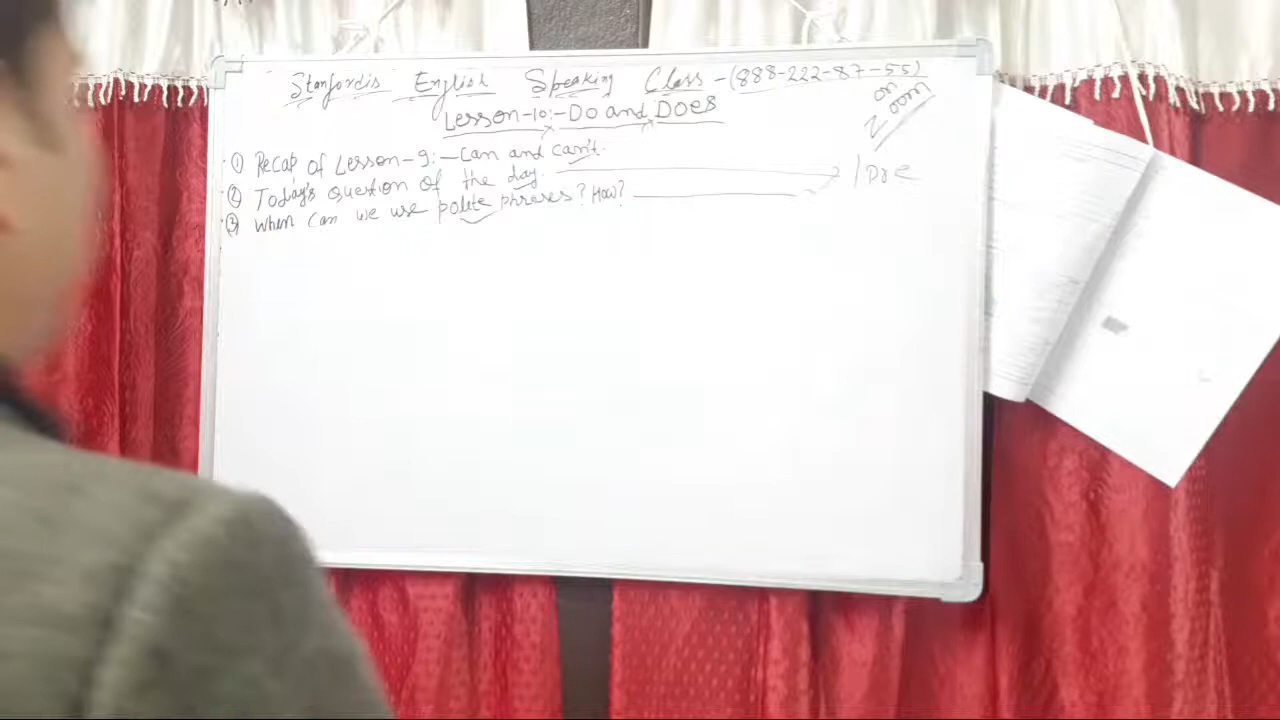 Stanfordis English Speaking Class - (888-222-87-55)
on
Zoom
Lesson-10:- Do and DOES
① Recap of Lesson-9:- Can and can't.
② Today's question of the day.
③ When can we use polite phrases? How?